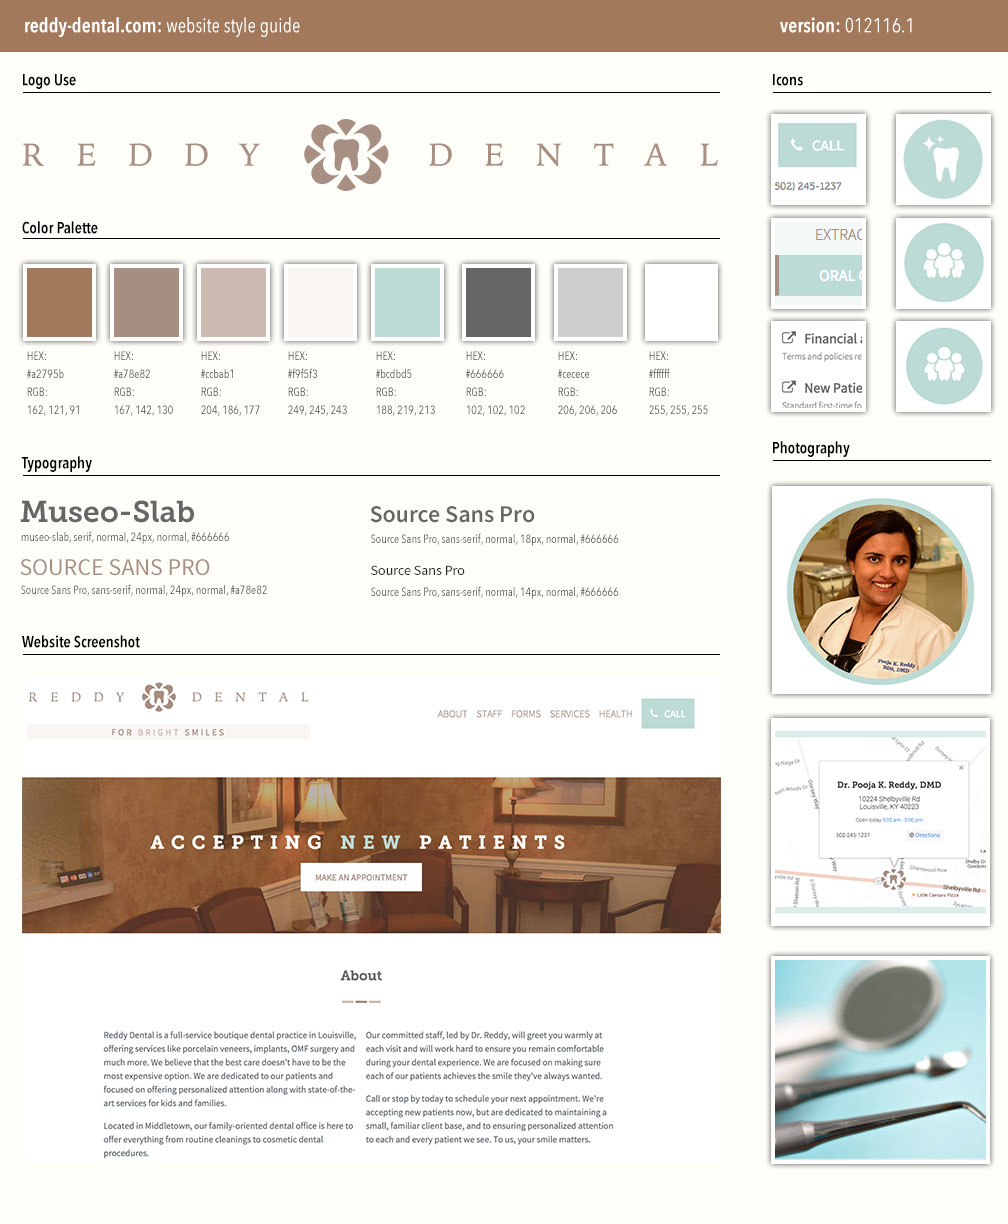 reddy-dental.com: website style guide
version: 012116.1
Logo Use
REDDY DENTAL
Color Palette
HEX: HEX: HEX: HEX: HEX: HEX: HEX: HEX:
#a2795b #a78e82 #ccbab1 #f9f5f3 #bcdbd5 #666666 #cecece #ffffff
RGB: RGB: RGB: RGB: RGB: RGB: RGB: RGB:
162, 121, 91 167, 142, 130 204, 186, 177 249, 245, 243 188, 219, 213 102, 102, 102 206, 206, 206 255, 255, 255
Typography
Museo-Slab
museo-slab, serif, normal, 24px, normal, #666666
SOURCE SANS PRO
Source Sans Pro, sans-serif, normal, 24px, normal, #a78e82
Source Sans Pro
Source Sans Pro, sans-serif, normal, 18px, normal, #666666
Source Sans Pro
Source Sans Pro, sans-serif, normal, 14px, normal, #666666
Website Screenshot
REDDY DENTAL
FOR BRIGHT SMILES
ABOUT STAFF FORMS SERVICES HEALTH CALL
ACCEPTING NEW PATIENTS
MAKE AN APPOINTMENT
About
Reddy Dental is a full-service boutique dental practice in Louisville,
offering services like porcelain veneers, implants, OMF surgery and
much more. We believe that the best care doesn't have to be the
most expensive option. We are dedicated to our patients and
focused on offering personalized attention along with state-of-the-
art services for kids and families.
Located in Middletown, our family-oriented dental office is here to
offer everything from routine cleanings to cosmetic dental
procedures.
Our committed staff, led by Dr. Reddy, will greet you warmly at
each visit and will work hard to ensure you remain comfortable
during your dental experience. We are focused on making sure
each of our patients achieves the smile they've always wanted.
Call or stop by today to schedule your next appointment. We're
accepting new patients now, but are dedicated to maintaining a
small, familiar client base, and to ensuring personalized attention
to each and every patient we see. To us, your smile matters.
Icons
CALL
502) 245-1237
EXTRAC
ORAL
Financial
Terms and policies re
New Patie
Standard first-time fo
Photography
Pooja K. Reddy
DMD
Dr. Pooja K. Reddy, DMD
10224 Shelbyville Rd
Louisville, KY 40223
Open today 9:00 am - 5:00 pm
502-245-1237 Directions
Ridge Dr
Woods Dr
Dorsey Way
Sherwood Row
Shelbyville Rd
Little Caesars Pizza
Shelby
Condomi
ville Rd
Station Rd